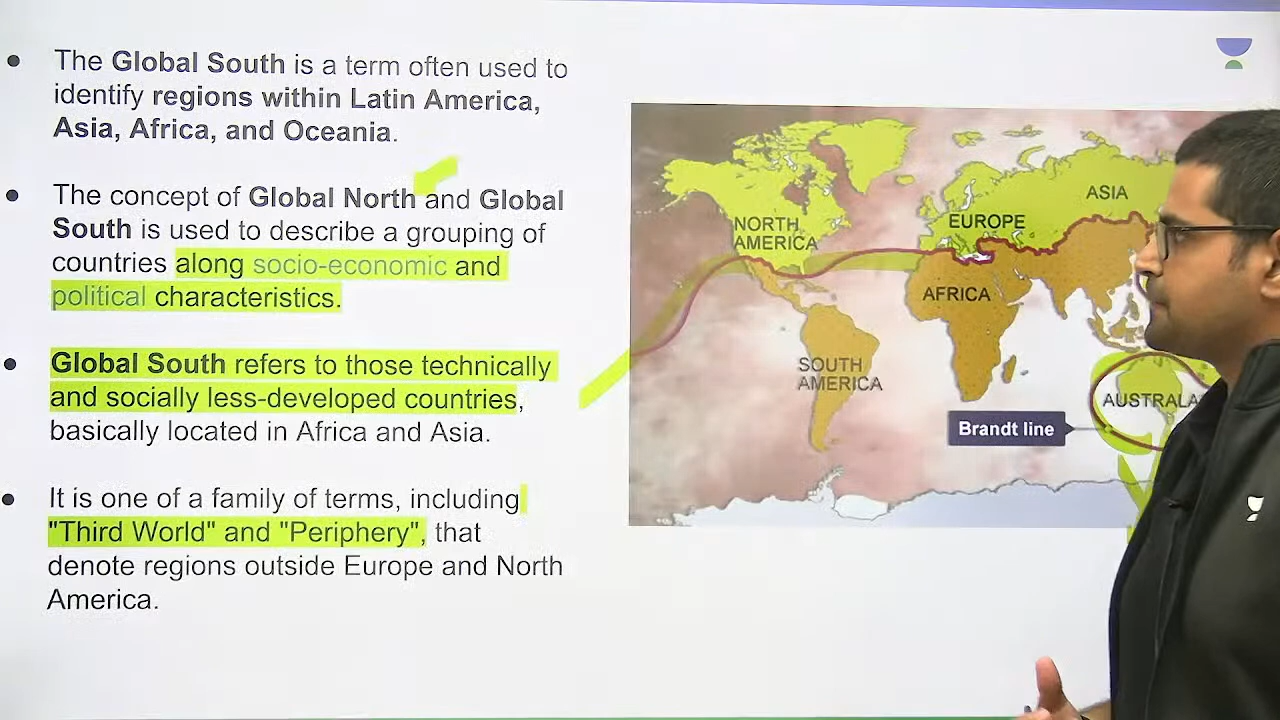 The Global South is a term often used to
identify regions within Latin America,
Asia, Africa, and Oceania.
The concept of Global North and Global
South is used to describe a grouping of
countries along socio-economic and
political characteristics.
Global South refers to those technically
and socially less-developed countries,
basically located in Africa and Asia.
It is one of a family of terms, including
"Third World" and "Periphery", that
denote regions outside Europe and North
America.
NORTH
AMERICA
EUROPE
ASIA
AFRICA
SOUTH
AMERICA
AUSTRALA
Brandt line